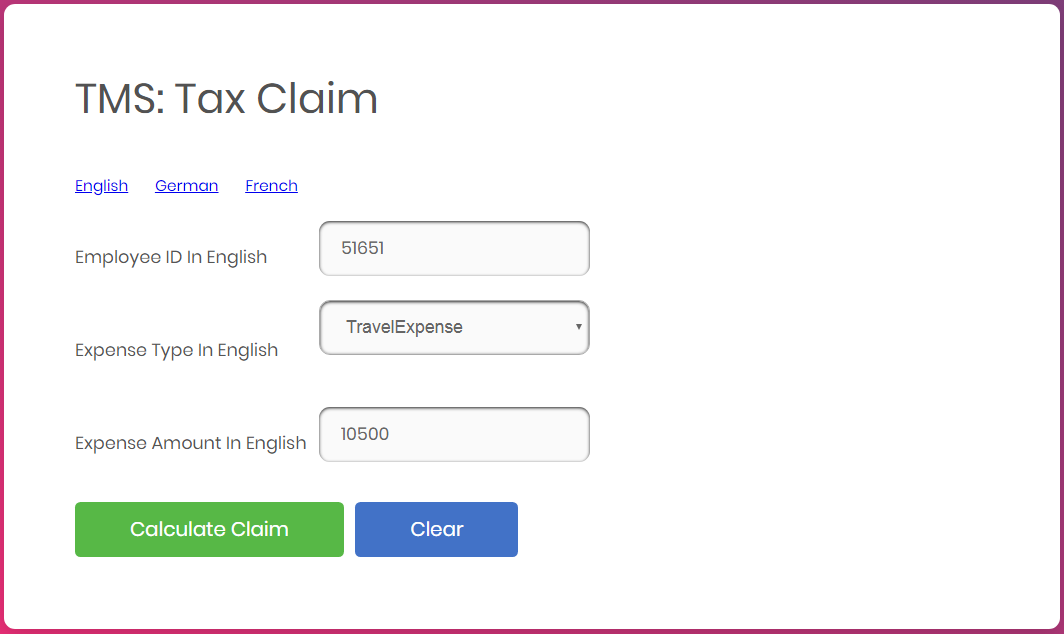 TMS: Tax Claim
English German French
Employee ID In English 51651
Expense Type In English TravelExpense
Expense Amount In English 10500
Calculate Claim Clear